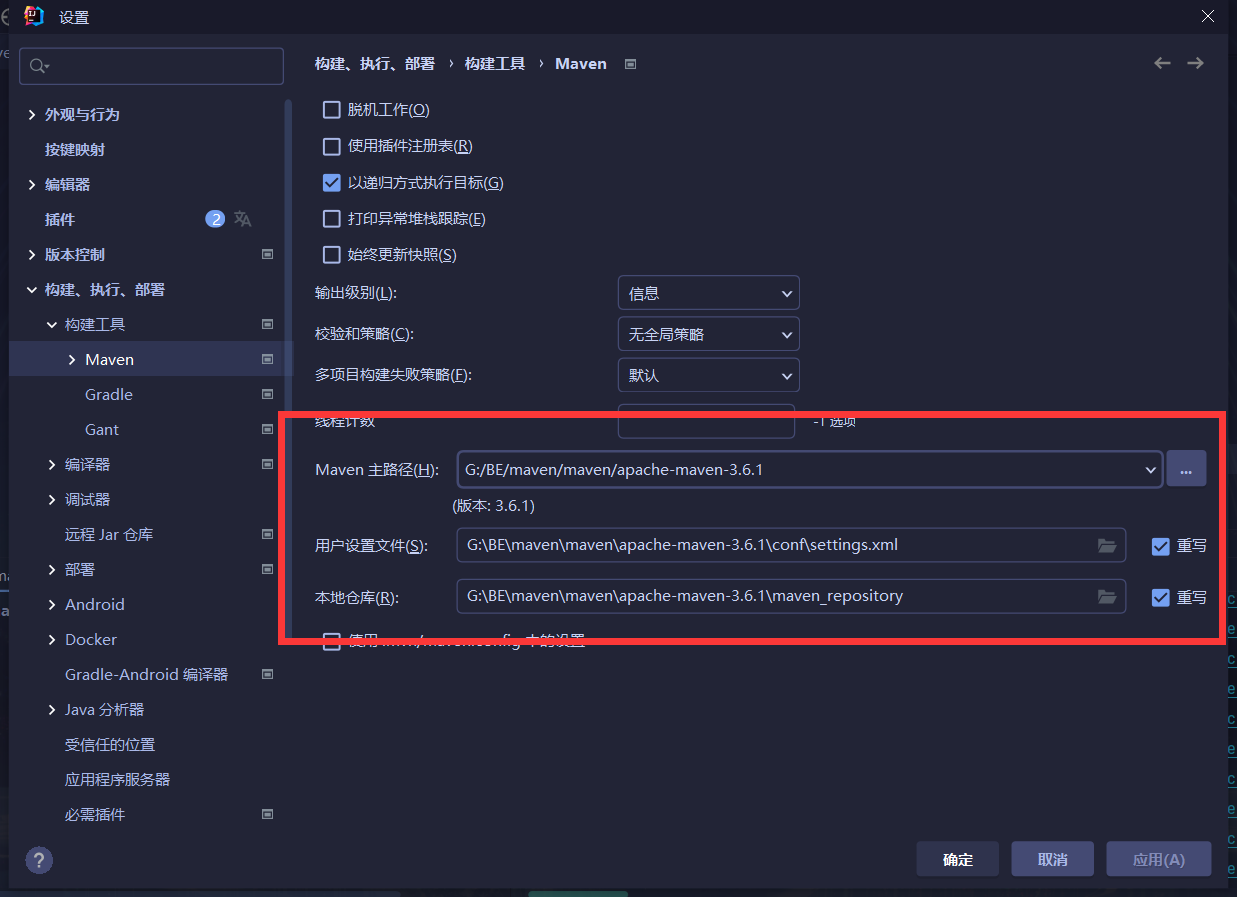 设置
构建、执行、部署 › 构建工具 › Maven
外观与行为
按键映射
编辑器
插件 2
版本控制
构建、执行、部署
构建工具
Maven
Gradle
Gant
编译器
调试器
远程 Jar 仓库
部署
Android
Docker
Gradle-Android 编译器
Java 分析器
受信任的位置
应用程序服务器
必需插件
脱机工作(O)
使用插件注册表(R)
以递归方式执行目标(G)
打印异常堆栈跟踪(E)
始终更新快照(S)
输出级别(L): 信息
校验和策略(C): 无全局策略
多项目构建失败策略(F): 默认
线程计数 -T 选项
Maven 主路径(H): G:/BE/maven/maven/apache-maven-3.6.1 ...
(版本: 3.6.1)
用户设置文件(S): G:\BE\maven\maven\apache-maven-3.6.1\conf\settings.xml 重写
本地仓库(R): G:\BE\maven\maven\apache-maven-3.6.1\maven_repository 重写
使用 中的设置
? 确定 取消 应用(A)